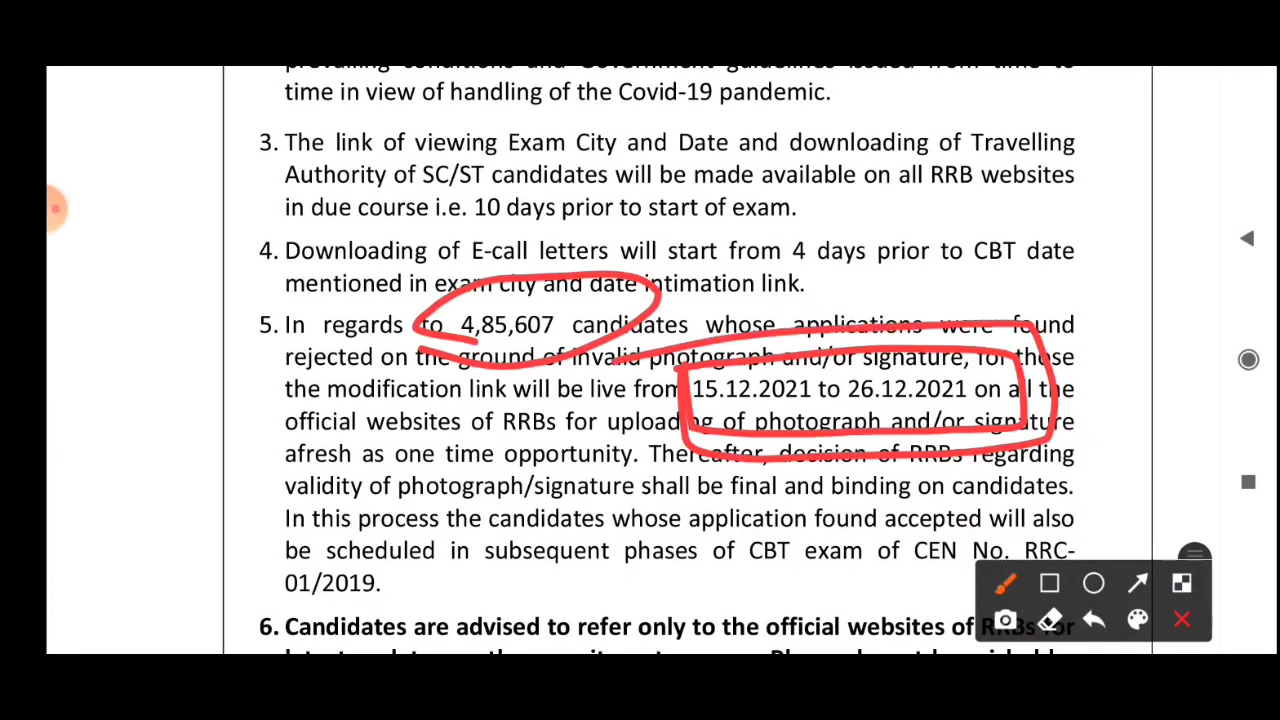 prevailing conditions and Government guidelines issued from time to
time in view of handling of the Covid-19 pandemic.
3. The link of viewing Exam City and Date and downloading of Travelling
Authority of SC/ST candidates will be made available on all RRB websites
in due course i.e. 10 days prior to start of exam.
4. Downloading of E-call letters will start from 4 days prior to CBT date
mentioned in exam city and date intimation link.
5. In regards to 4,85,607 candidates whose applications were found
rejected on the ground of invalid photograph and/or signature, for those
the modification link will be live from 15.12.2021 to 26.12.2021 on all the
official websites of RRBs for uploading of photograph and/or signature
afresh as one time opportunity. Thereafter, decision of RRBs regarding
validity of photograph/signature shall be final and binding on candidates.
In this process the candidates whose application found accepted will also
be scheduled in subsequent phases of CBT exam of CEN No. RRC-
01/2019.
6. Candidates are advised to refer only to the official websites of RRBs for